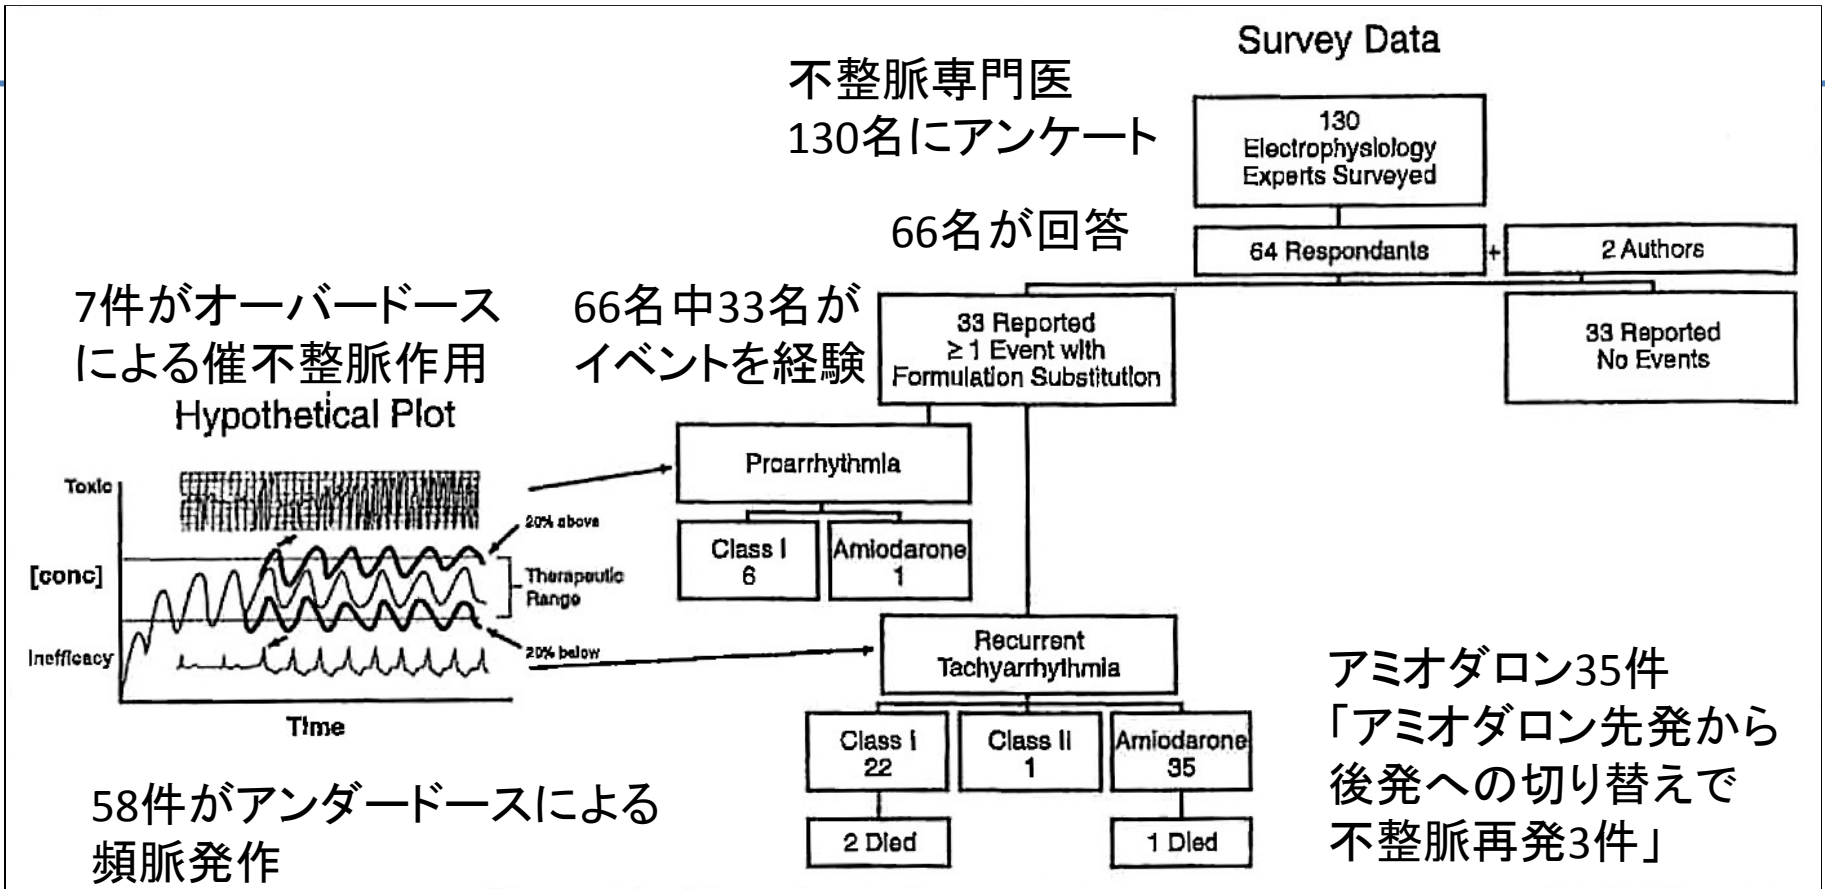 Survey Data
不整脈専門医
130名にアンケート
130
Electrophysiology
Experts Surveyed
66名が回答
64 Respondants
+
2 Authors
7件がオーバードース
による催不整脈作用
66名中33名が
イベントを経験
33 Reported
≥ 1 Event with
Formulation Substitution
33 Reported
No Events
Hypothetical Plot
Proarrhythmia
Toxic
20% above
Class I
6
Amiodarone
1
[conc]
Therapeutic
Range
Inefficacy
20% below
Time
Recurrent
Tachyarrhythmia
アミオダロン35件
「アミオダロン先発から
後発への切り替えで
不整脈再発3件」
Class I
22
Class II
1
Amiodarone
35
2 Died
1 Died
58件がアンダードースによる
頻脈発作